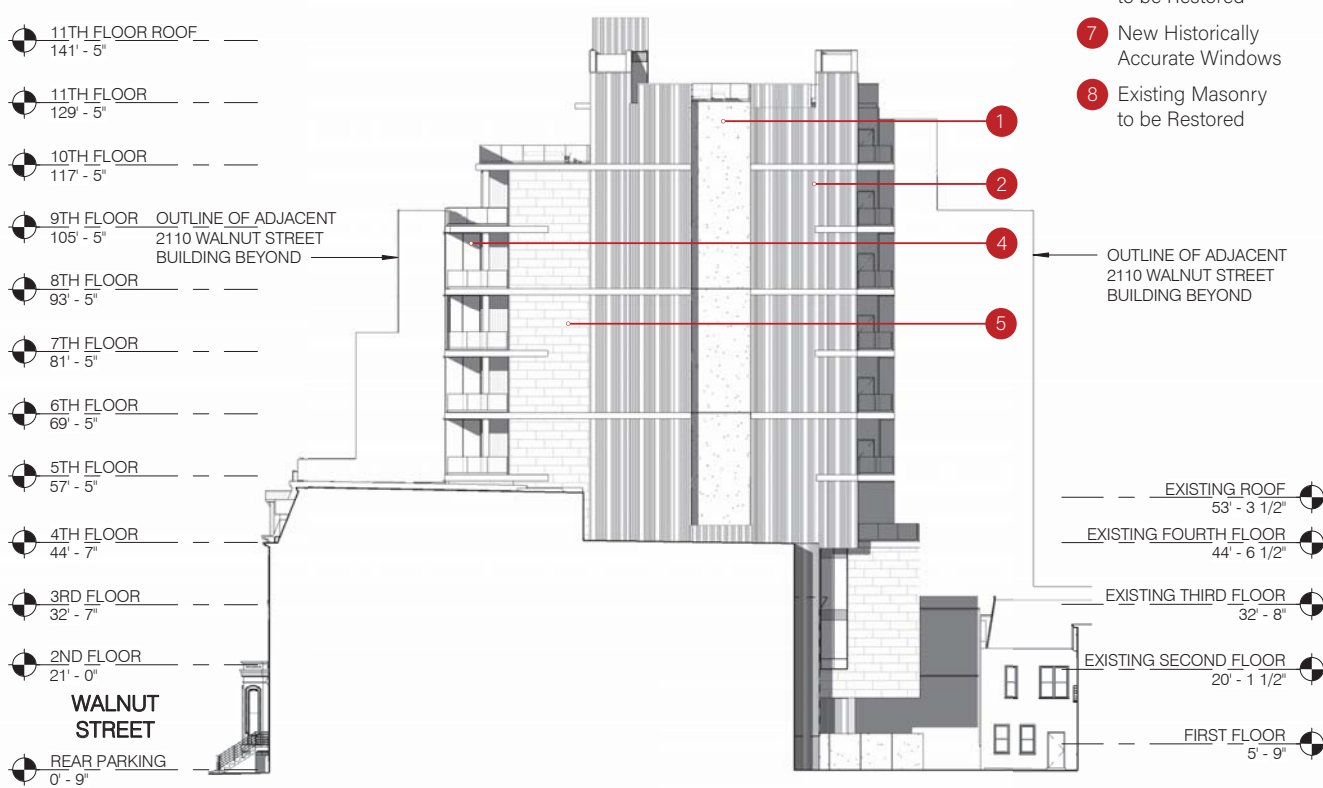 11TH FLOOR ROOF
141' - 5"
11TH FLOOR
129' - 5"
10TH FLOOR
117' - 5"
9TH FLOOR
105' - 5"
8TH FLOOR
93' - 5"
7TH FLOOR
81' - 5"
6TH FLOOR
69' - 5"
5TH FLOOR
57' - 5"
4TH FLOOR
44' - 7"
3RD FLOOR
32' - 7"
2ND FLOOR
21' - 0"
WALNUT
STREET
REAR PARKING
0' - 9"
OUTLINE OF ADJACENT
2110 WALNUT STREET
BUILDING BEYOND
1
2
4
5
to be Restored
7 New Historically
Accurate Windows
8 Existing Masonry
to be Restored
OUTLINE OF ADJACENT
2110 WALNUT STREET
BUILDING BEYOND
EXISTING ROOF
53' - 3 1/2"
EXISTING FOURTH FLOOR
44' - 6 1/2"
EXISTING THIRD FLOOR
32' - 8"
EXISTING SECOND FLOOR
20' - 1 1/2"
FIRST FLOOR
5' - 9"